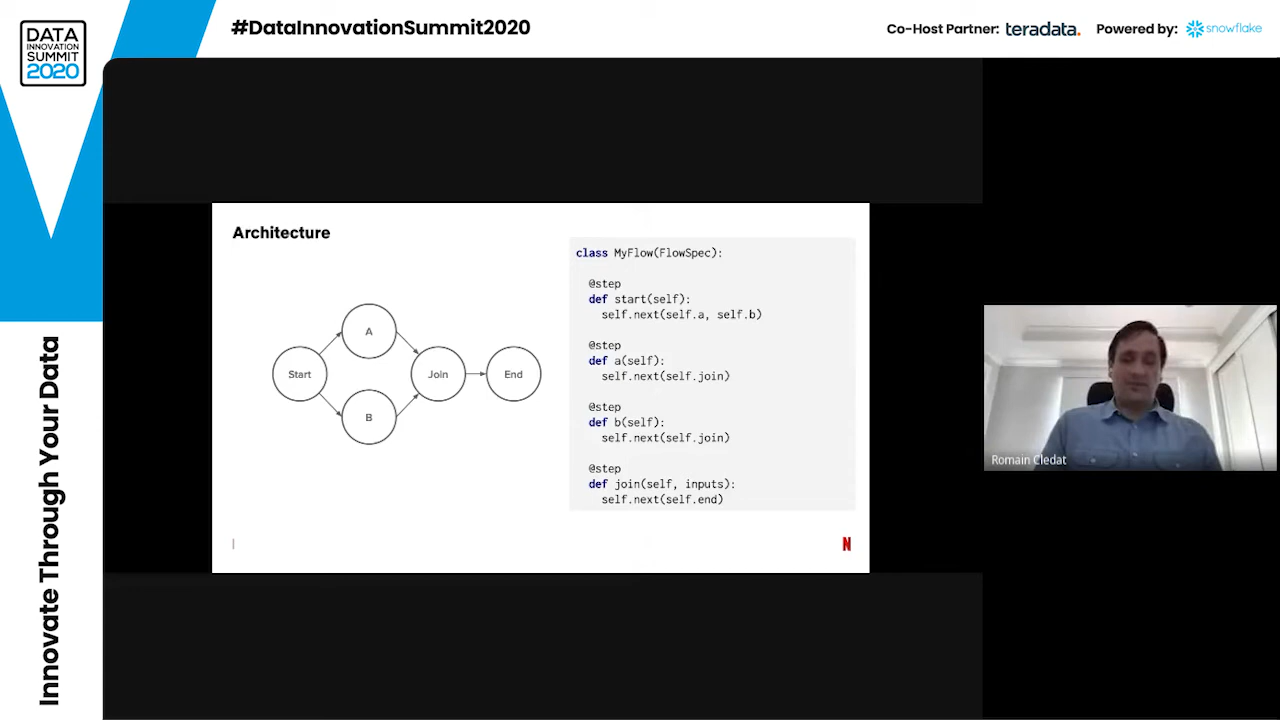 DATA
INNOVATION
SUMMIT
2020
#DataInnovationSummit2020
Co-Host Partner: teradata. Powered by: snowflake
Innovate Through Your Data
Architecture
Start
A
B
Join
End
class MyFlow(FlowSpec):
@step
def start(self):
self.next(self.a, self.b)
@step
def a(self):
self.next(self.join)
@step
def b(self):
self.next(self.join)
@step
def join(self, inputs):
self.next(self.end)
N
Romain Cledat